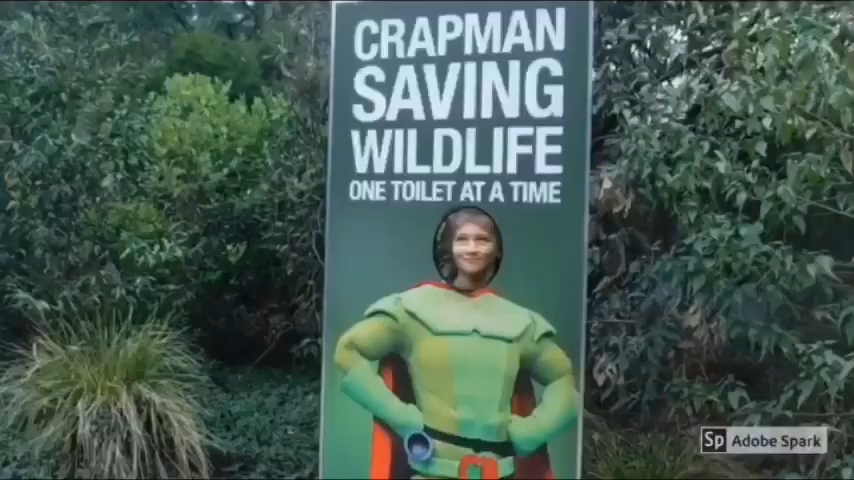 CRAPMAN
SAVING
WILDLIFE
ONE TOILET AT A TIME
Sp Adobe Spark